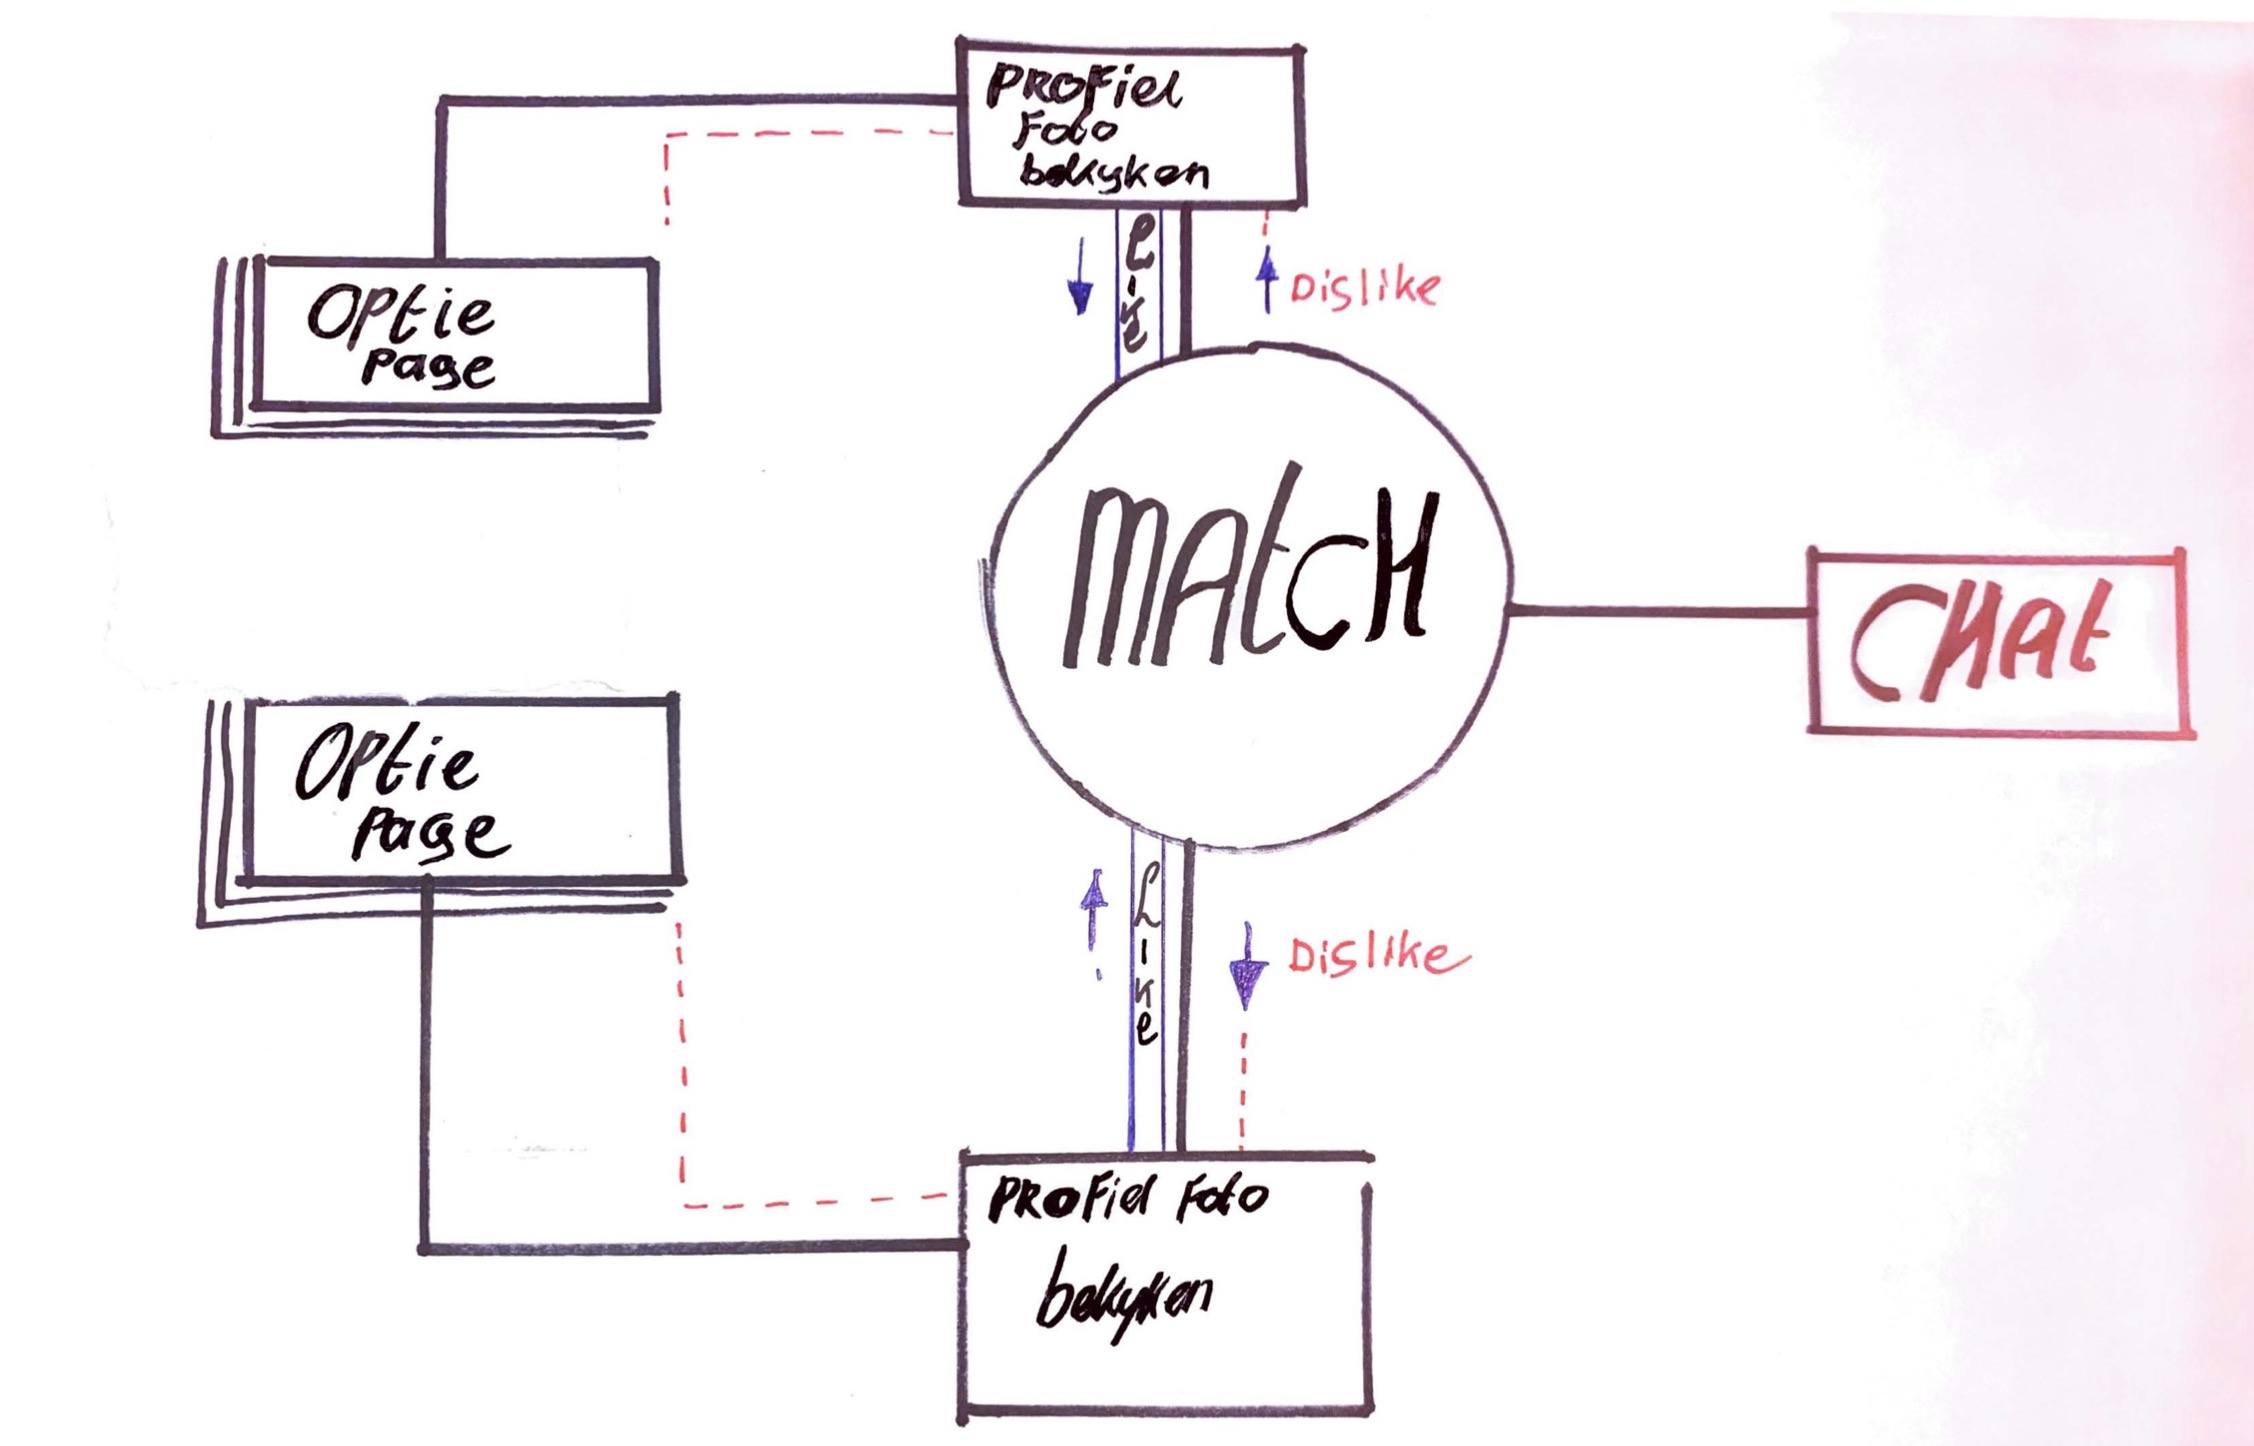 PROFiel
Foto
bekyken
Like
Dislike
OPtie
Page
MAtCH
CHAt
OPtie
Page
Like
Dislike
PROFiel Foto
bekyken